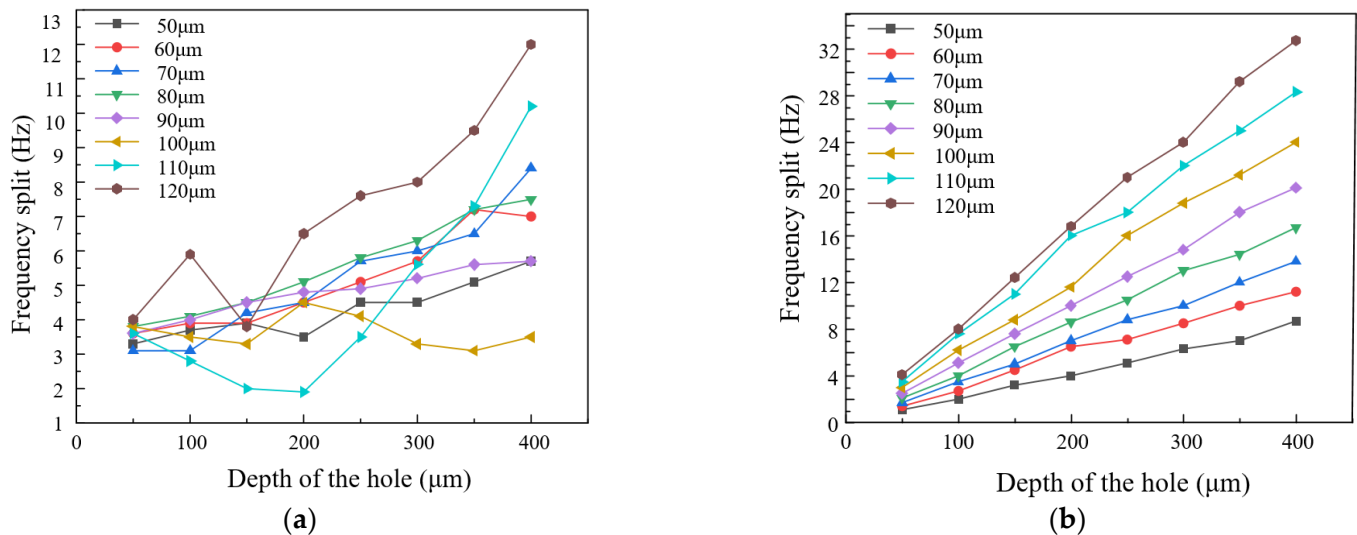 13
12
11
10
9
8
7
6
5
4
3
2
1
Frequency split (Hz)
50μm
60μm
70μm
80μm
90μm
100μm
110μm
120μm
0 100 200 300 400
Depth of the hole (μm)
(a)
32
28
24
20
16
12
8
4
0
Frequency split (Hz)
50μm
60μm
70μm
80μm
90μm
100μm
110μm
120μm
0 100 200 300 400
Depth of the hole (μm)
(b)